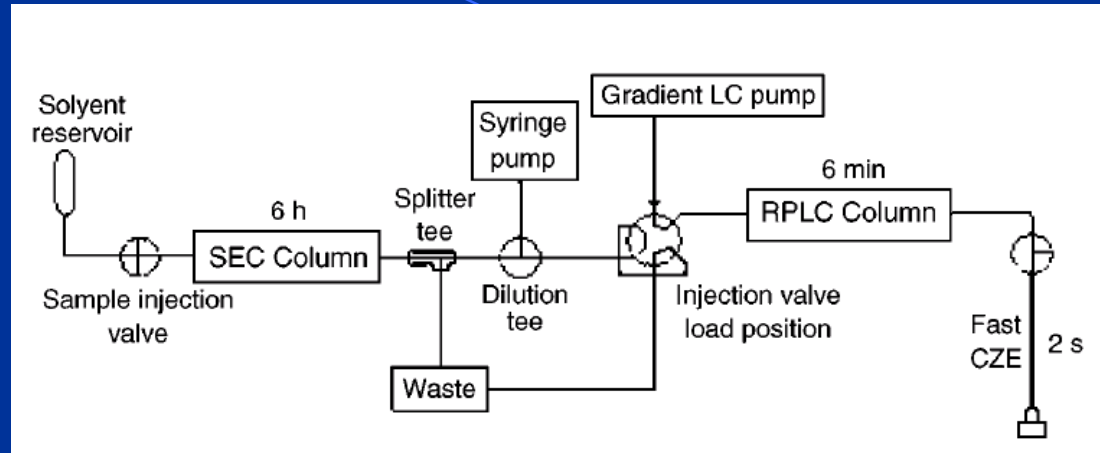 Solyent
reservoir
Sample injection
valve
6 h
SEC Column
Splitter
tee
Waste
Syringe
pump
Dilution
tee
Gradient LC pump
Injection valve
load position
6 min
RPLC Column
Fast
CZE
2 s